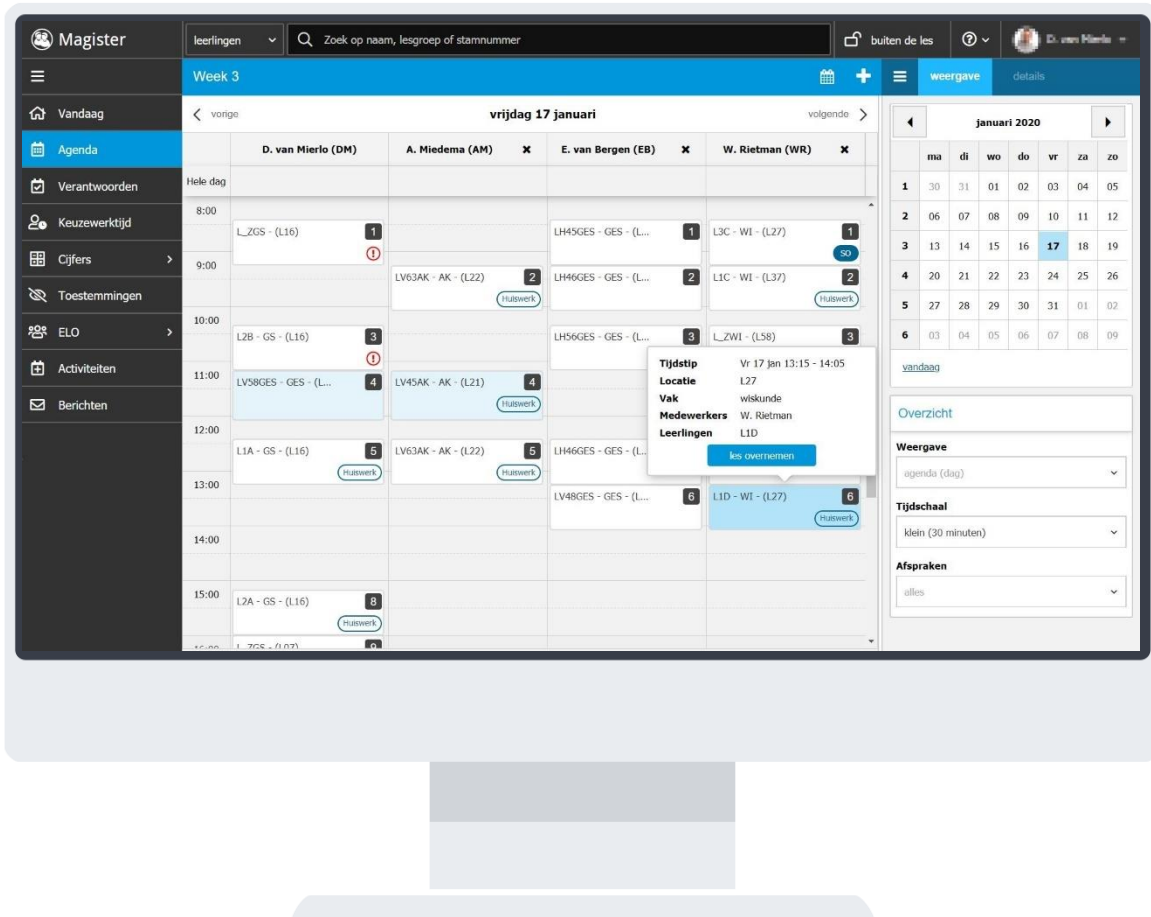 Magister
leerlingen
Zoek op naam, lesgroep of stamnummer
buiten de les
Week 3
weergave
details
Vandaag
Agenda
Verantwoorden
Keuzewerktijd
Cijfers
Toestemmingen
ELO
Activiteiten
Berichten
vorige
vrijdag 17 januari
volgende
D. van Mierlo (DM)
A. Miedema (AM)
E. van Bergen (EB)
W. Rietman (WR)
Hele dag
8:00
L_ZGS - (L16) 1
LH45GES - GES - (L... 1
L3C - WI - (L27) 1
SO
9:00
LV63AK - AK - (L22) 2
Huiswerk
LH46GES - GES - (L... 2
L1C - WI - (L37) 2
Huiswerk
10:00
L2B - GS - (L16) 3
LH56GES - GES - (L... 3
L_ZWI - (L58) 3
11:00
LV58GES - GES - (L... 4
LV45AK - AK - (L21) 4
Huiswerk
12:00
L1A - GS - (L16) 5
Huiswerk
LV63AK - AK - (L22) 5
Huiswerk
LH46GES - GES - (L..
13:00
LV48GES - GES - (L... 6
L1D - WI - (L27) 6
Huiswerk
14:00
15:00
L2A - GS - (L16) 8
Huiswerk
Tijdstip Vr 17 jan 13:15 - 14:05
Locatie L27
Vak wiskunde
Medewerkers W. Rietman
Leerlingen L1D
les overnemen
januari 2020
ma di wo do vr za zo
1 30 31 01 02 03 04 05
2 06 07 08 09 10 11 12
3 13 14 15 16 17 18 19
4 20 21 22 23 24 25 26
5 27 28 29 30 31 01 02
6 03 04 05 06 07 08 09
vandaag
Overzicht
Weergave
agenda (dag)
Tijdschaal
klein (30 minuten)
Afspraken
alles